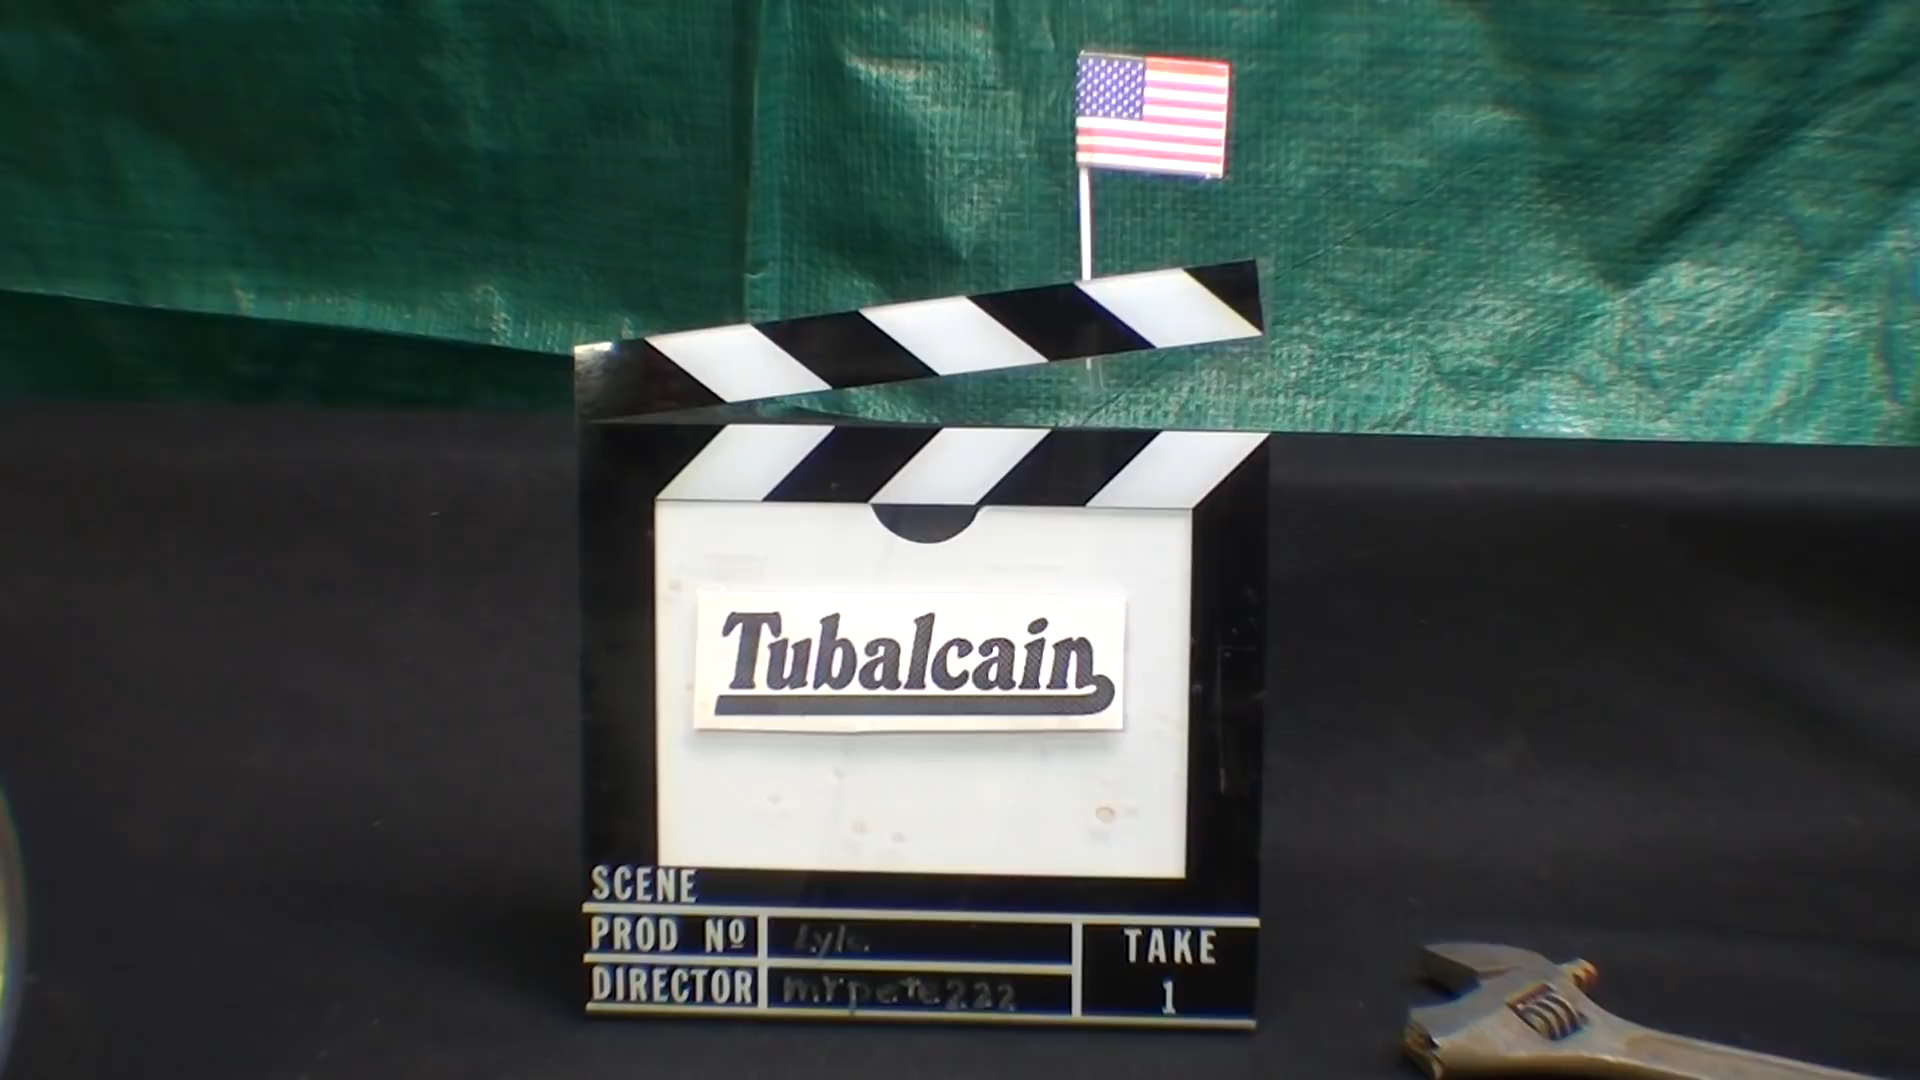 Tubalcain
SCENE
PROD Nº Lyle
TAKE
DIRECTOR mrpete222
1